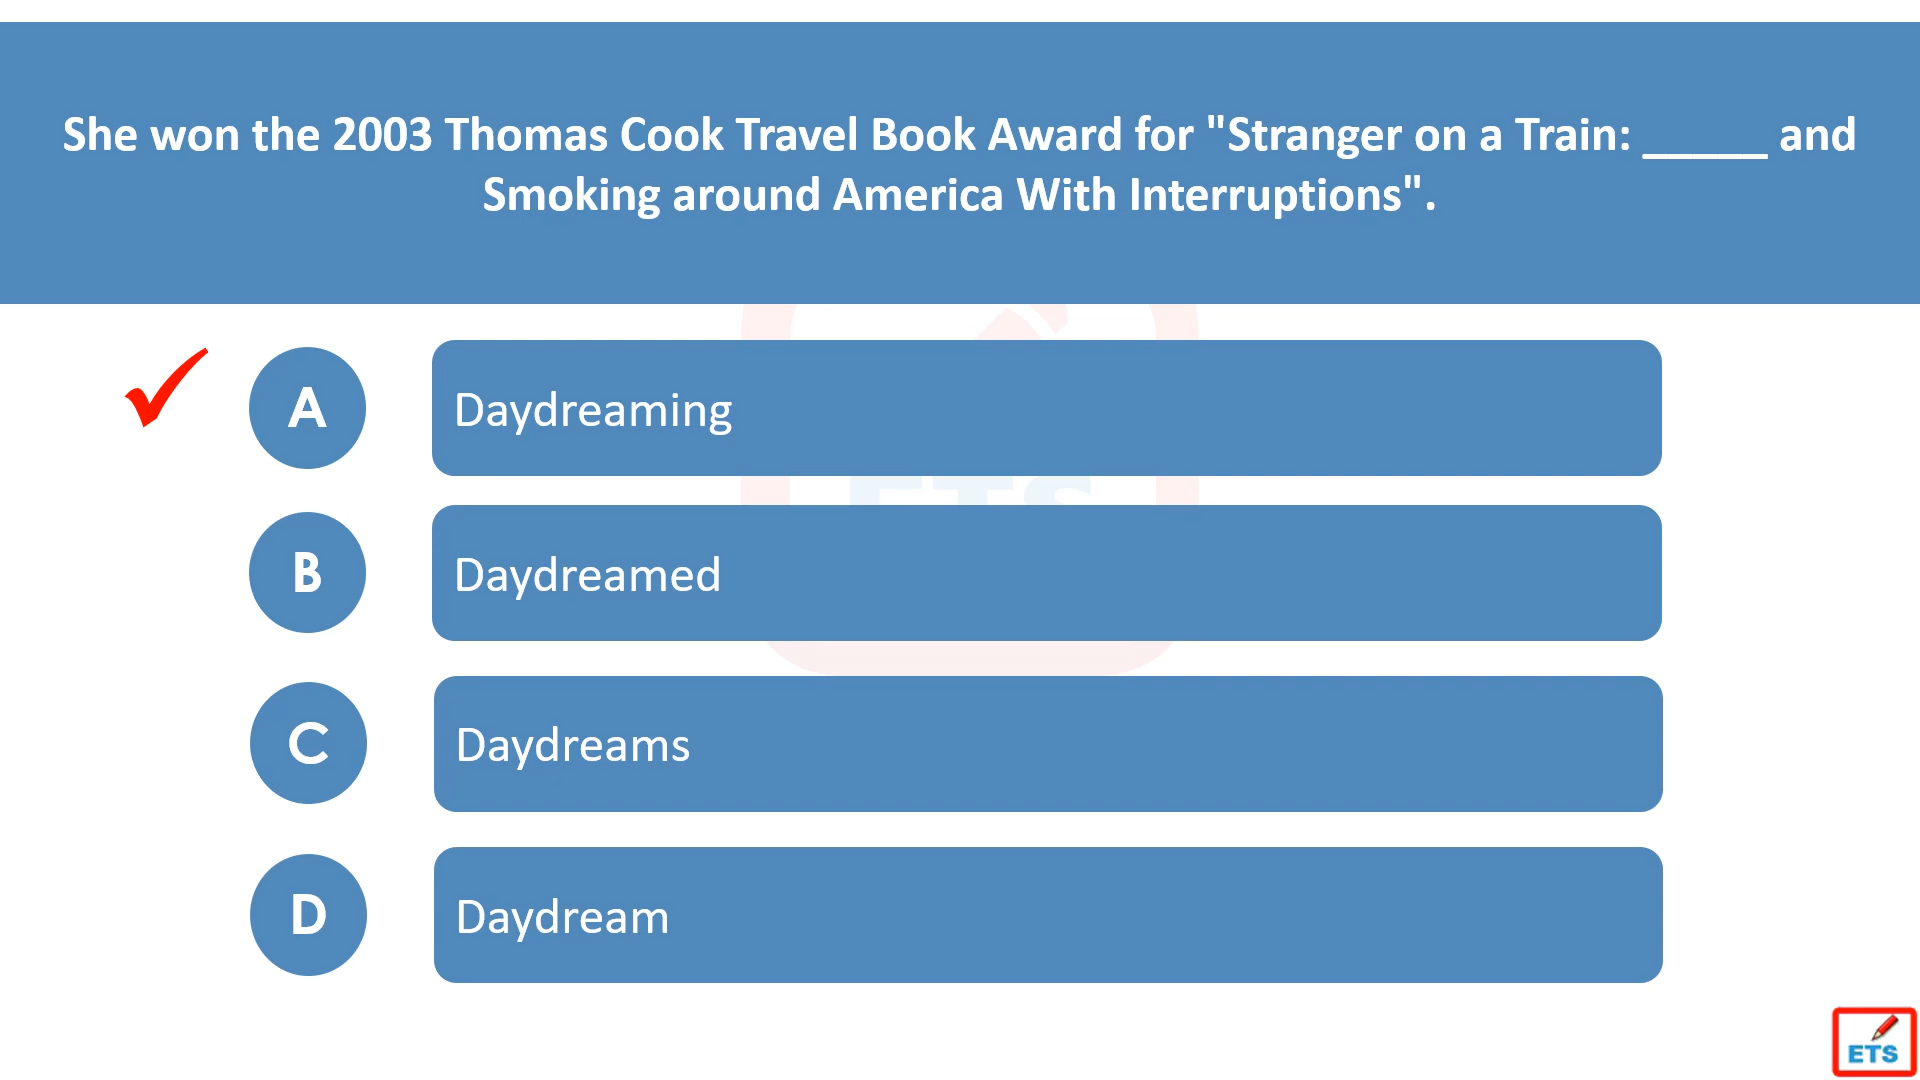 She won the 2003 Thomas Cook Travel Book Award for "Stranger on a Train: _____ and
Smoking around America With Interruptions".
A
Daydreaming
B
Daydreamed
C
Daydreams
D
Daydream
ETS